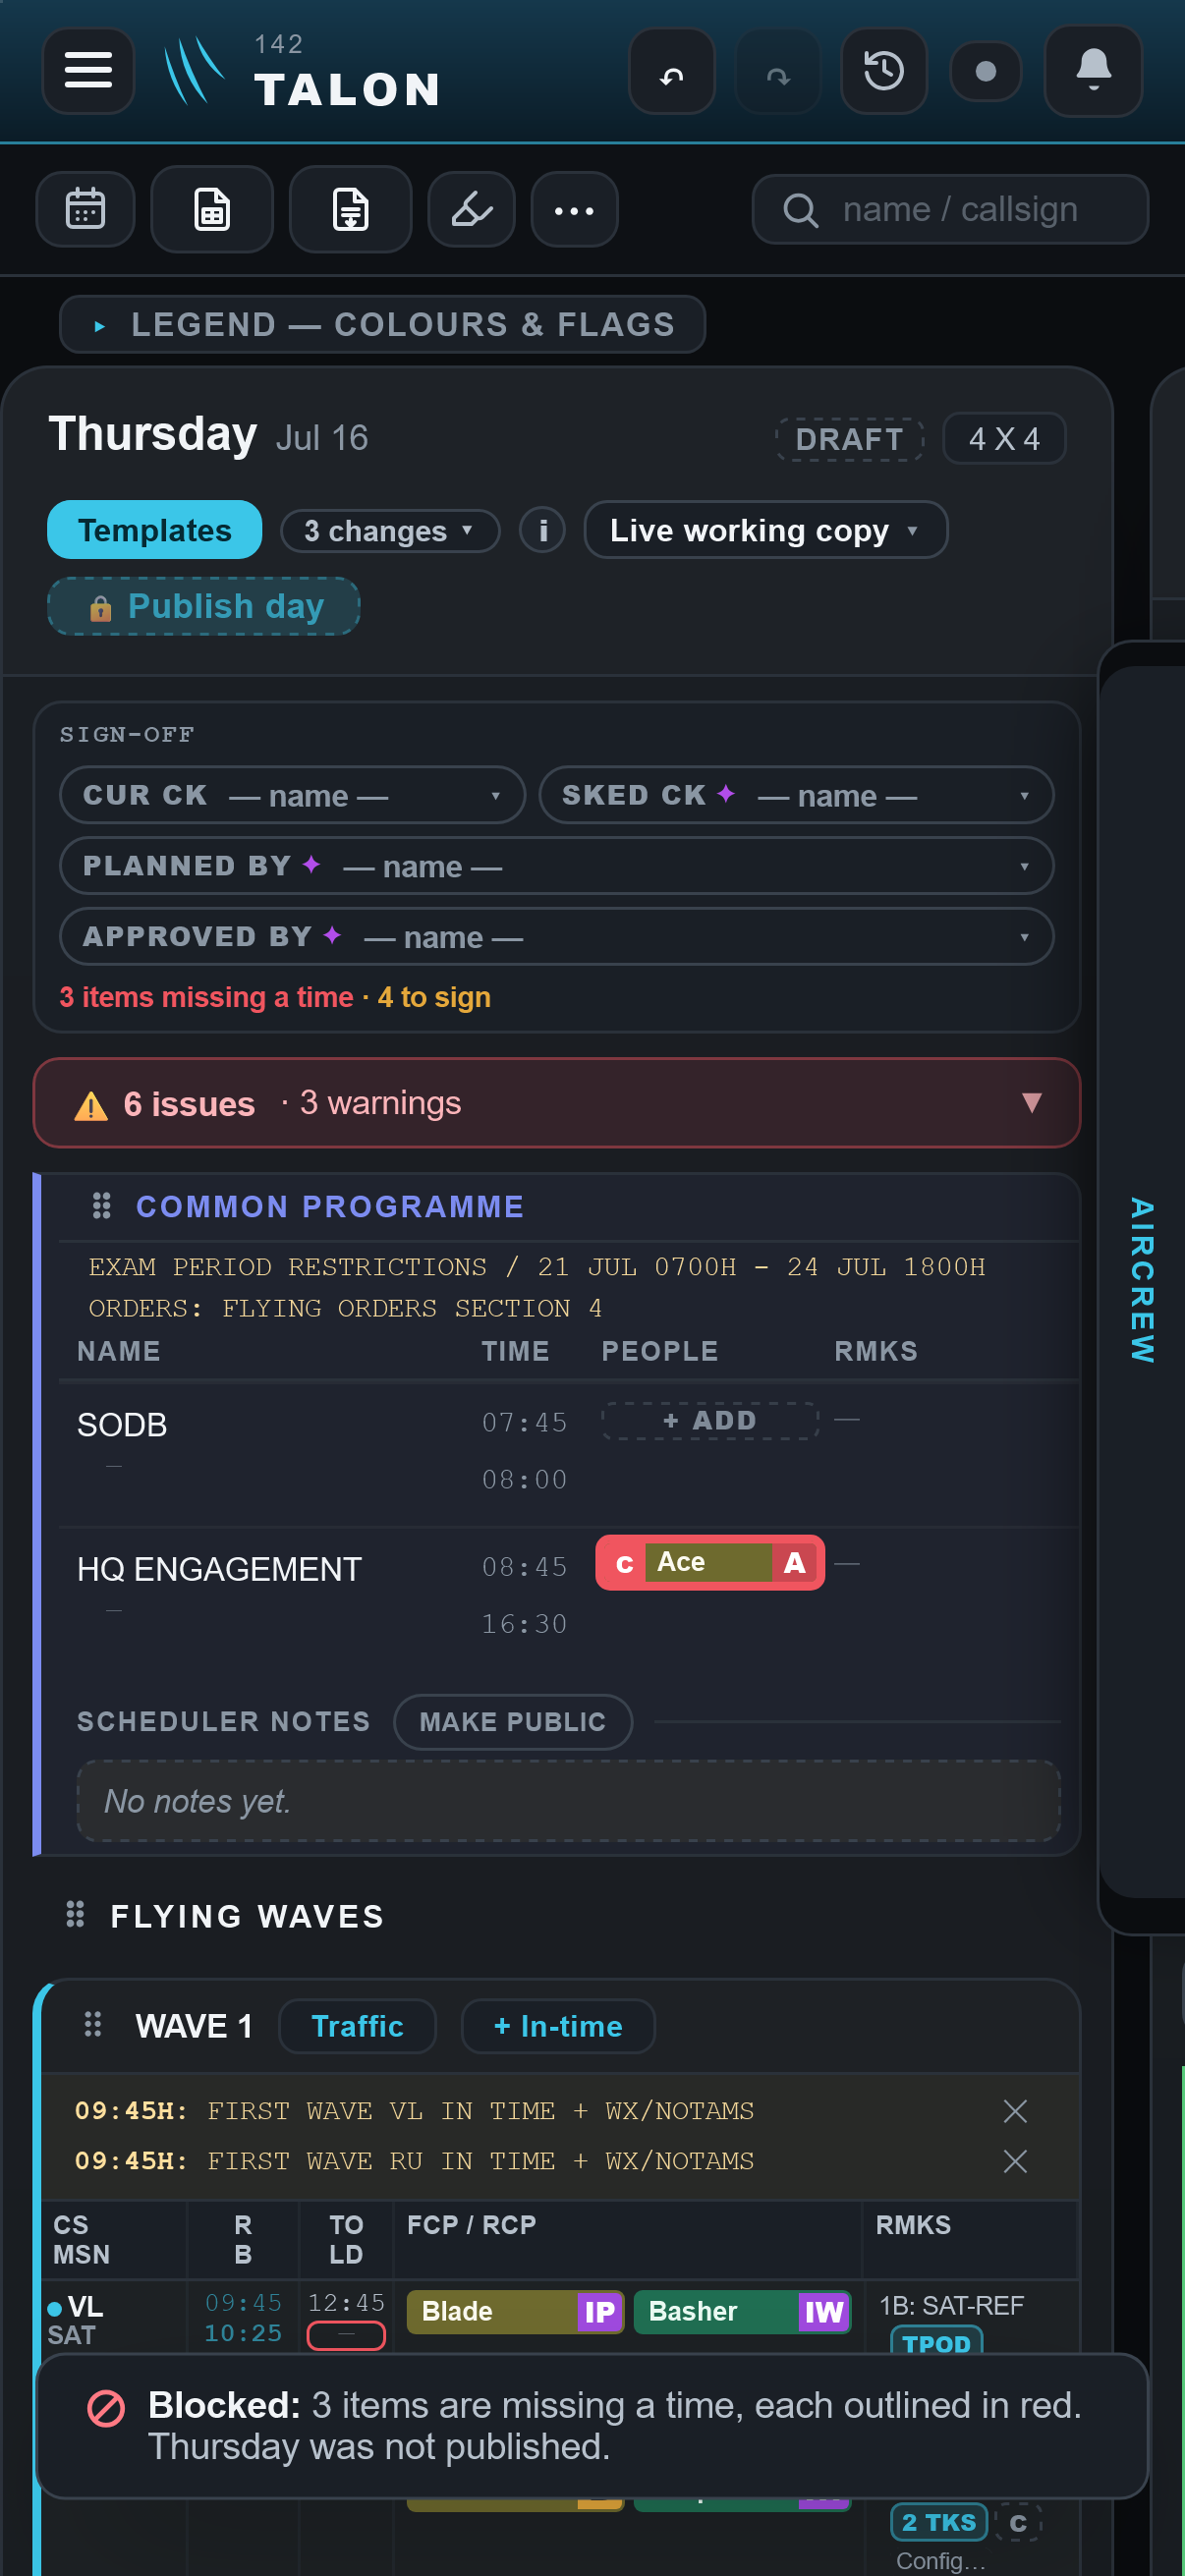 142
TALON
name / callsign
LEGEND — COLOURS & FLAGS
Thursday Jul 16 DRAFT 4 X 4
Templates 3 changes i Live working copy
Publish day
SIGN-OFF
CUR CK — name — SKED CK — name —
PLANNED BY — name —
APPROVED BY — name —
3 items missing a time · 4 to sign
6 issues · 3 warnings
COMMON PROGRAMME
EXAM PERIOD RESTRICTIONS / 21 JUL 0700H - 24 JUL 1800H
ORDERS: FLYING ORDERS SECTION 4
NAME TIME PEOPLE RMKS
SODB 07:45 + ADD —
— 08:00
HQ ENGAGEMENT 08:45 C Ace A —
— 16:30
SCHEDULER NOTES MAKE PUBLIC
No notes yet.
AIRCREW
FLYING WAVES
WAVE 1 Traffic + In-time
09:45H: FIRST WAVE VL IN TIME + WX/NOTAMS
09:45H: FIRST WAVE RU IN TIME + WX/NOTAMS
CS R TO FCP / RCP RMKS
MSN B LD
VL 09:45 12:45 Blade IP Basher IW 1B: SAT-REF
SAT 10:25 — TPOD
Blocked: 3 items are missing a time, each outlined in red.
Thursday was not published.
2 TKS C
Config...